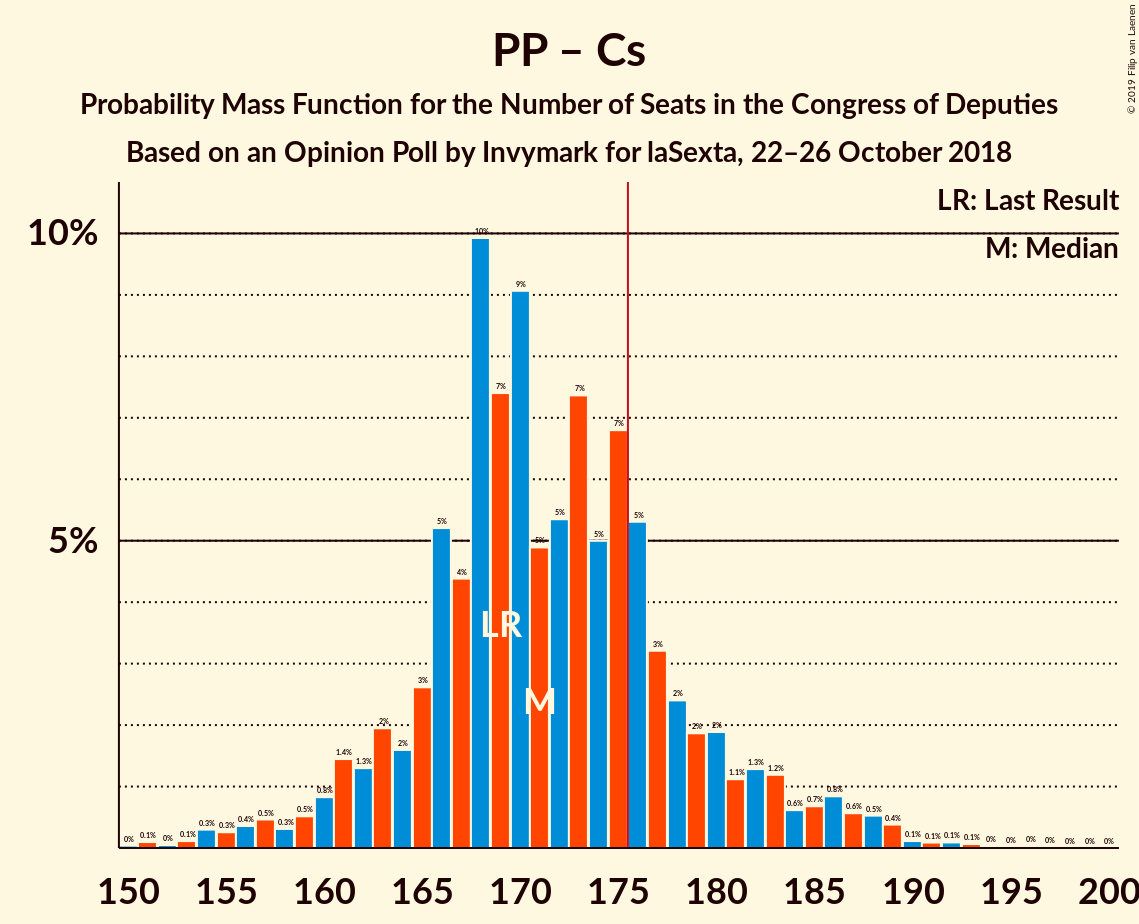 PP – Cs
Probability Mass Function for the Number of Seats in the Congress of Deputies
Based on an Opinion Poll by Invymark for laSexta, 22–26 October 2018
© 2019 Filip van Laenen
LR: Last Result
M: Median
10%
5%
0% 0.1% 0% 0.1% 0.3% 0.3% 0.4% 0.5% 0.3% 0.5% 0.8% 1.4% 1.3% 2% 2% 3% 5% 4% 10% 7% 9% 5% 5% 7% 5% 7% 5% 3% 2% 2% 2% 1.1% 1.3% 1.2% 0.6% 0.7% 0.8% 0.6% 0.5% 0.4% 0.1% 0.1% 0.1% 0.1% 0% 0% 0% 0% 0% 0% 0%
LR
M
150 155 160 165 170 175 180 185 190 195 200